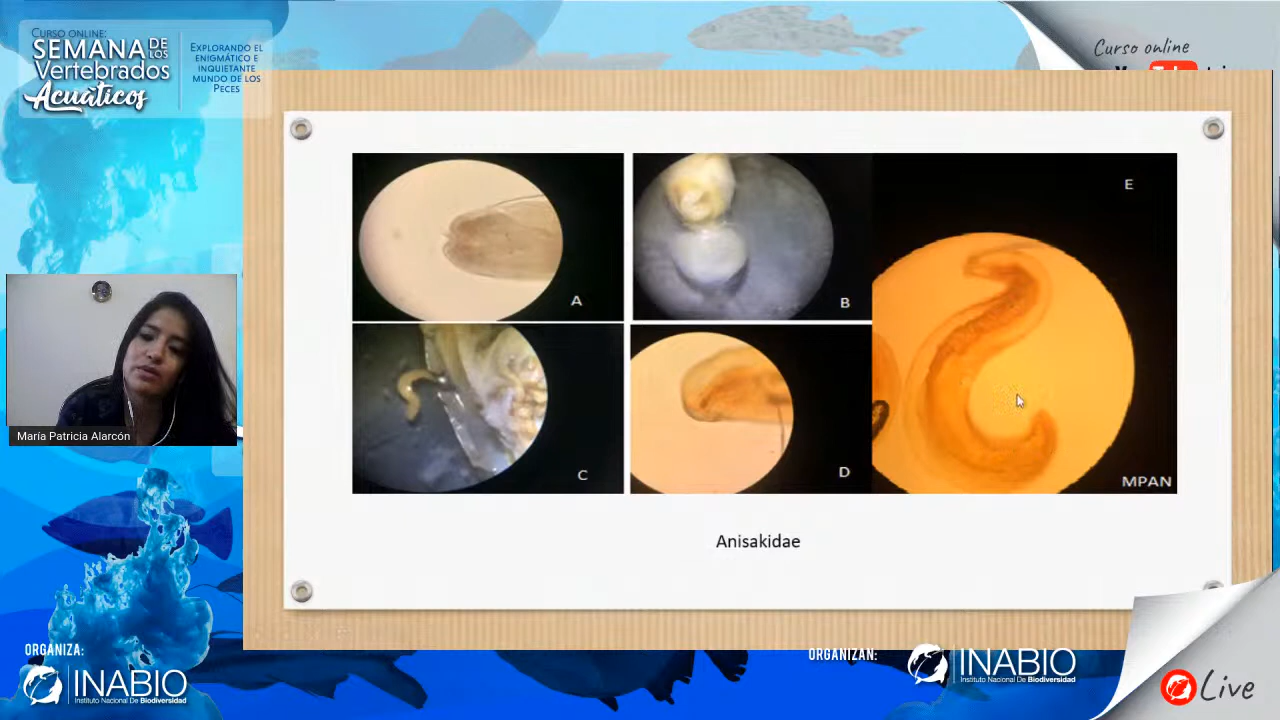 CURSO ONLINE:
SEMANA DE LOS
Vertebrados
Acuáticos
EXPLORANDO EL
ENIGMÁTICO E
INQUIETANTE
MUNDO DE LOS
PECES
Curso online
A
B
E
C
D
MPAN
Anisakidae
María Patricia Alarcón
ORGANIZA:
INABIO
Instituto Nacional De Biodiversidad
ORGANIZAN:
INABIO
Instituto Nacional De Biodiversidad
Live